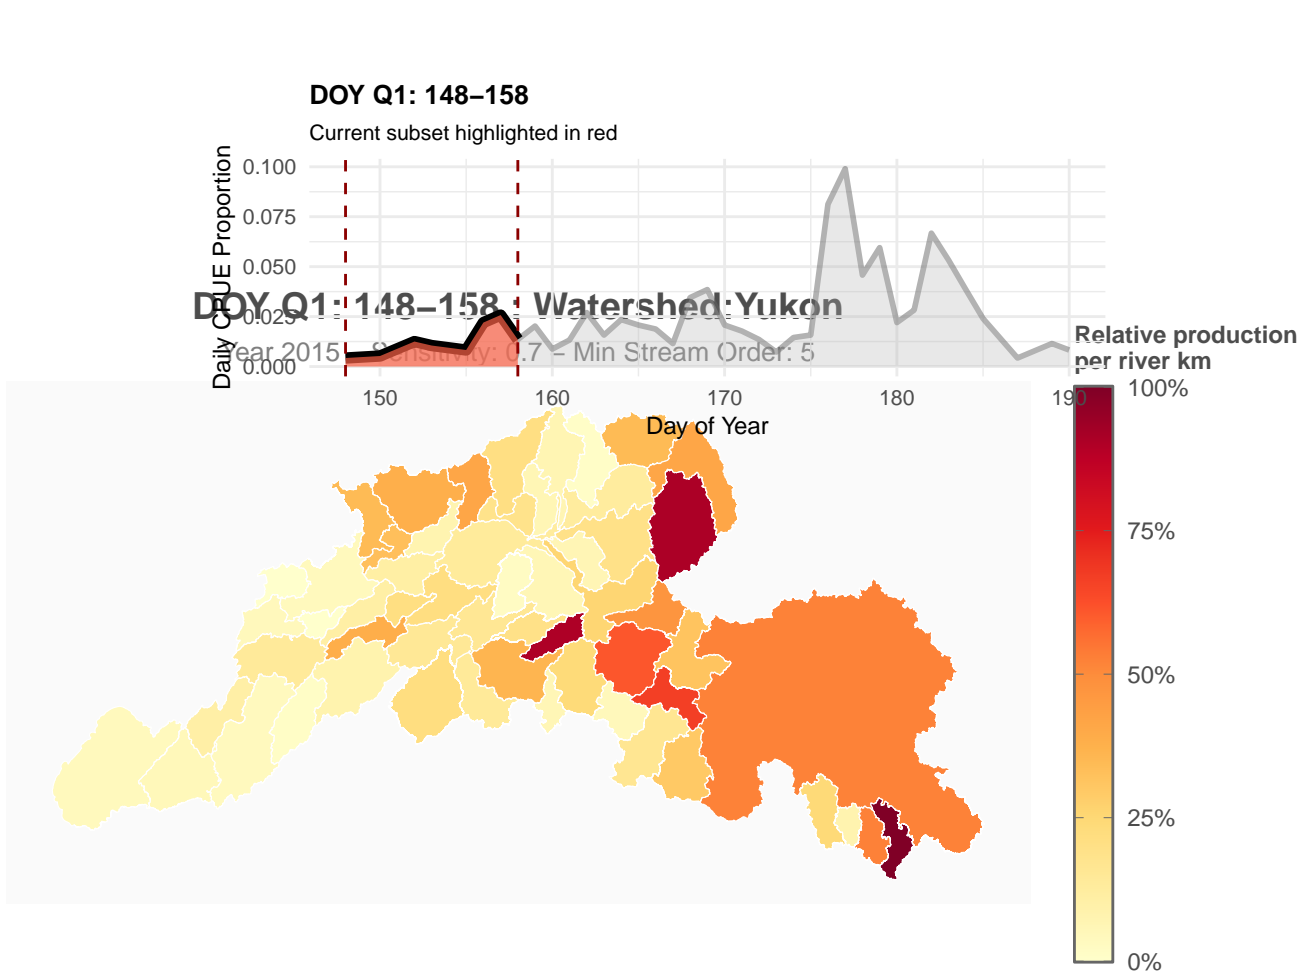 DOY Q1: 148–158
Current subset highlighted in red
Daily CPUE Proportion
0.100
0.075
0.050
0.025
0.000
150
160
170
180
190
Day of Year
DOY Q1: 148–158 : Watershed:Yukon
Year 2015 – Sensitivity: 0.7 – Min Stream Order: 5
Relative production
per river km
100%
75%
50%
25%
0%